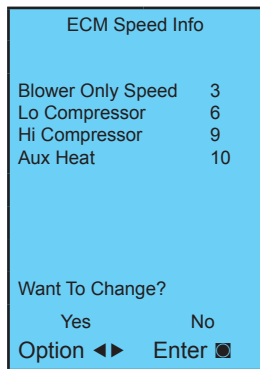 ECM Speed Info
Blower Only Speed 3
Lo Compressor 6
Hi Compressor 9
Aux Heat 10
Want To Change?
Yes No
Option ◀▶ Enter ◙